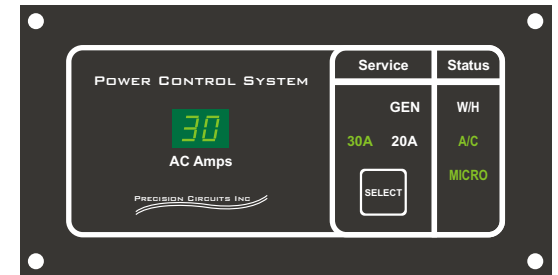 POWER CONTROL SYSTEM
30
AC Amps
PRECISION CIRCUITS INC
Service
GEN
30A 20A
SELECT
Status
W/H
A/C
MICRO